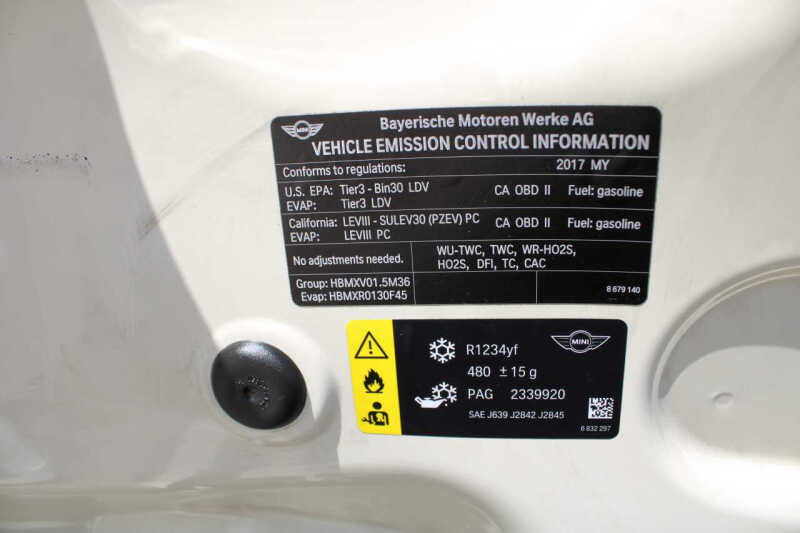 MINI
Bayerische Motoren Werke AG
VEHICLE EMISSION CONTROL INFORMATION
Conforms to regulations: 2017 MY
U.S. EPA: Tier3 - Bin30 LDV CA OBD II Fuel: gasoline
EVAP: Tier3 LDV
California: LEVIII - SULEV30 (PZEV) PC CA OBD II Fuel: gasoline
EVAP: LEVIII PC
No adjustments needed.
WU-TWC, TWC, WR-HO2S,
HO2S, DFI, TC, CAC
Group: HBMXV01.5M36
Evap: HBMXR0130F45
8 679 140
MINI
R1234yf
480 ± 15 g
PAG 2339920
SAE J639 J2842 J2845
6 832 297